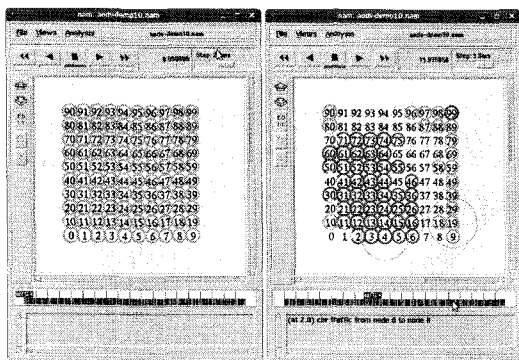 nam: aodv-demo10.nam
File Views Analysis aodv-demo10.nam
90 91 92 93 94 95 96 97 98 99
80 81 82 83 84 85 86 87 88 89
70 71 72 73 74 75 76 77 78 79
60 61 62 63 64 65 66 67 68 69
50 51 52 53 54 55 56 57 58 59
40 41 42 43 44 45 46 47 48 49
30 31 32 33 34 35 36 37 38 39
20 21 22 23 24 25 26 27 28 29
10 11 12 13 14 15 16 17 18 19
0 1 2 3 4 5 6 7 8 9
nam: aodv-demo10.nam
File Views Analysis aodv-demo10.nam
90 91 92 93 94 95 96 97 98 99
80 81 82 83 84 85 86 87 88 89
70 71 72 73 74 75 76 77 78 79
60 61 62 63 64 65 66 67 68 69
50 51 52 53 54 55 56 57 58 59
40 41 42 43 44 45 46 47 48 49
30 31 32 33 34 35 36 37 38 39
20 21 22 23 24 25 26 27 28 29
10 11 12 13 14 15 16 17 18 19
0 1 2 3 4 5 6 7 8 9
(at 2.0) cbr traffic from node 0 to node 9